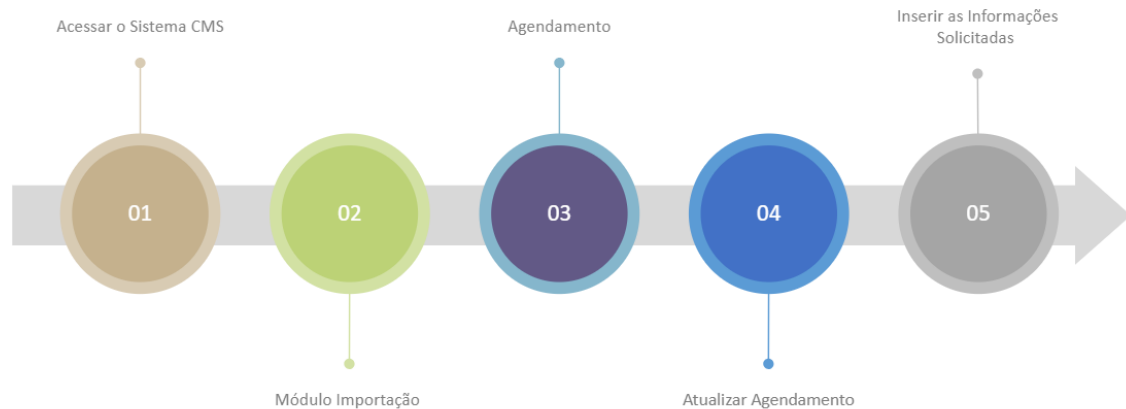 Acessar o Sistema CMS
Agendamento
Inserir as Informações
Solicitadas
01
02
03
04
05
Módulo Importação
Atualizar Agendamento